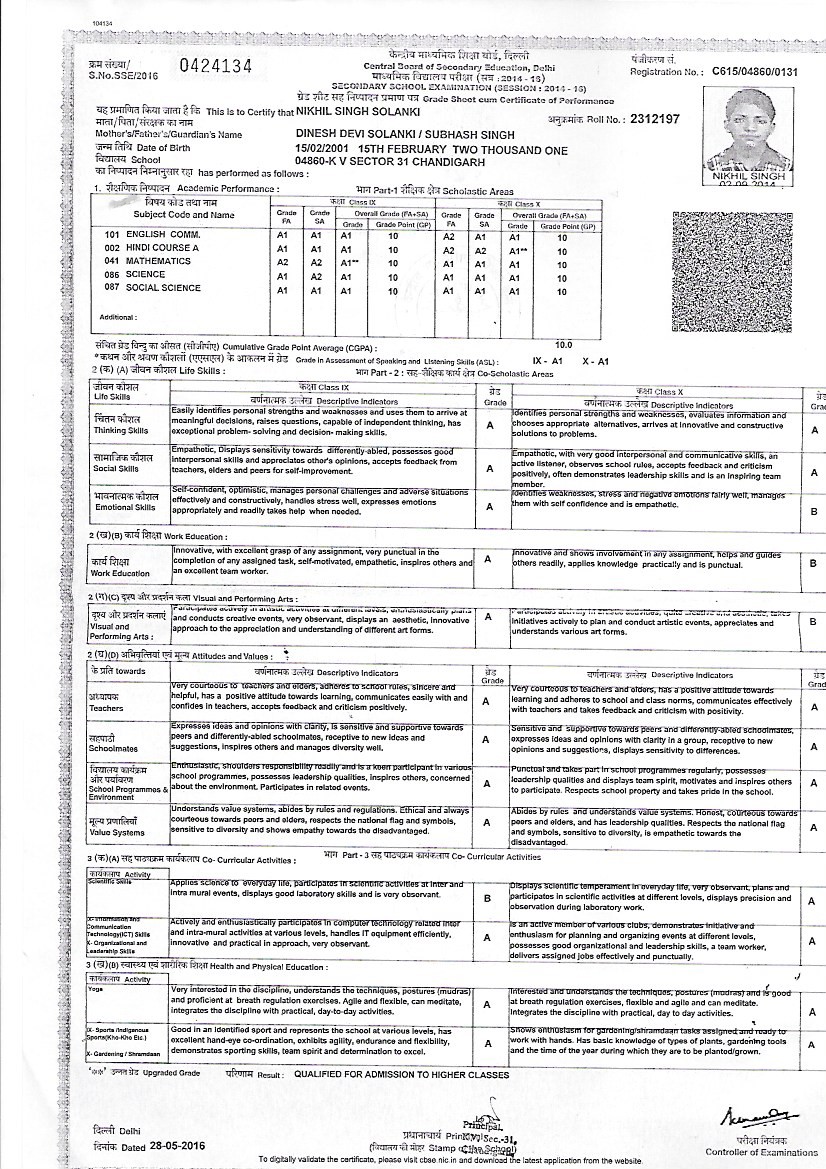 104134
क्रम संख्या/
S.No.SSE/2016 0424134
केन्द्रीय माध्यमिक शिक्षा बोर्ड, दिल्ली
Central Board of Secondary Education, Delhi
माध्यमिक विद्यालय परीक्षा (सत्र : 2014 - 16)
SECONDARY SCHOOL EXAMINATION (SESSION : 2014 - 16)
ग्रेड शीट सह निष्पादन प्रमाण पत्र Grade Sheet cum Certificate of Performance
पंजीकरण सं.
Registration No. : C615/04860/0131
यह प्रमाणित किया जाता है कि This is to Certify that NIKHIL SINGH SOLANKI
अनुक्रमांक Roll No. : 2312197
माता/पिता/संरक्षक का नाम
Mother's/Father's/Guardian's Name DINESH DEVI SOLANKI / SUBHASH SINGH
जन्म तिथि Date of Birth 15/02/2001 15TH FEBRUARY TWO THOUSAND ONE
विद्यालय School 04860-K V SECTOR 31 CHANDIGARH
का निष्पादन निम्नानुसार रहा has performed as follows :
NIKHIL SINGH
02.09.2014
1. शैक्षणिक निष्पादन Academic Performance : भाग Part-1 शैक्षिक क्षेत्र Scholastic Areas
विषय कोड तथा नाम
Subject Code and Name
कक्षा Class IX कक्षा Class X
Grade FA Grade SA Overall Grade (FA+SA) Grade FA Grade SA Overall Grade (FA+SA)
Grade Grade Point (GP) Grade Grade Point (GP)
101 ENGLISH COMM. A1 A1 A1 10 A2 A1 A1 10
002 HINDI COURSE A A1 A1 A1 10 A2 A2 A1** 10
041 MATHEMATICS A2 A2 A1** 10 A1 A1 A1 10
086 SCIENCE A1 A2 A1 10 A1 A1 A1 10
087 SOCIAL SCIENCE A1 A1 A1 10 A1 A1 A1 10
Additional :
संचित ग्रेड बिन्दु का औसत (सीजीपीए) Cumulative Grade Point Average (CGPA) 10.0
*कथन और श्रवण कौशलों (एएसएल) के आकलन में ग्रेड Grade in Assessment of Speaking and Listening Skills (ASL) : IX - A1 X - A1
2 (क) (A) जीवन कौशल Life Skills : भाग Part - 2 : सह-शैक्षिक क्षेत्र Co-Scholastic Areas
जीवन कौशल
Life Skills
कक्षा Class IX
वर्णनात्मक उल्लेख Descriptive Indicators
ग्रेड
Grade
कक्षा Class X
वर्णनात्मक उल्लेख Descriptive Indicators
ग्रेड
Grade
चिंतन कौशल
Thinking Skills
Easily identifies personal strengths and weaknesses and uses them to arrive at
meaningful decisions, raises questions, capable of independent thinking, has
exceptional problem- solving and decision- making skills.
A
Identifies personal strengths and weaknesses, evaluates information and
chooses appropriate alternatives, arrives at innovative and constructive
solutions to problems.
A
सामाजिक कौशल
Social Skills
Empathetic, Displays sensitivity towards differently-abled, possesses good
interpersonal skills and appreciates other's opinions, accepts feedback from
teachers, elders and peers for self-improvement.
A
Empathetic, with very good interpersonal and communicative skills, an
active listener, observes school rules, accepts feedback and criticism
positively, often demonstrates leadership skills and is an inspiring team
member.
A
भावनात्मक कौशल
Emotional Skills
Self-confident, optimistic, manages personal challenges and adverse situations
effectively and constructively, handles stress well, expresses emotions
appropriately and readily takes help when needed.
A
Identifies weaknesses, stress and negative emotions fairly well, manages
them with self confidence and is empathetic.
B
2 (ख)(B) कार्य शिक्षा Work Education :
कार्य शिक्षा
Work Education
Innovative, with excellent grasp of any assignment, very punctual in the
completion of any assigned task, self-motivated, empathetic, inspires others and
an excellent team worker.
A
Innovative and shows involvement in any assignment, helps and guides
others readily, applies knowledge practically and is punctual.
B
2 (ग)(C) दृश्य और प्रदर्शन कला Visual and Performing Arts :
दृश्य और प्रदर्शन कलाएं
Visual and
Performing Arts :
Participates actively in artistic activities at different levels, enthusiastically plans
and conducts creative events, very observant, displays an aesthetic, innovative
approach to the appreciation and understanding of different art forms.
A
Participates actively in artistic activities, quite creative and aesthetic, takes
initiatives actively to plan and conduct artistic events, appreciates and
understands various art forms.
B
2 (घ)(D) अभिवृत्तियां एवं मूल्य Attitudes and Values :
के प्रति towards
वर्णनात्मक उल्लेख Descriptive Indicators
ग्रेड
Grade
वर्णनात्मक उल्लेख Descriptive Indicators
ग्रेड
Grade
अध्यापक
Teachers
Very courteous to teachers and elders, adheres to school rules, sincere and
helpful, has a positive attitude towards learning, communicates easily with and
confides in teachers, accepts feedback and criticism positively.
A
Very courteous to teachers and elders, has a positive attitude towards
learning and adheres to school and class norms, communicates effectively
with teachers and takes feedback and criticism with positivity.
A
सहपाठी
Schoolmates
Expresses ideas and opinions with clarity, is sensitive and supportive towards
peers and differently-abled schoolmates, receptive to new ideas and
suggestions, inspires others and manages diversity well.
A
Sensitive and supportive towards peers and differently-abled schoolmates,
expresses ideas and opinions with clarity in a group, receptive to new
opinions and suggestions, displays sensitivity to differences.
A
विद्यालय कार्यक्रम
और पर्यावरण
School Programmes &
Environment
Enthusiastic, shoulders responsibility readily and is a keen participant in various
school programmes, possesses leadership qualities, inspires others, concerned
about the environment. Participates in related events.
A
Punctual and takes part in school programmes regularly, possesses
leadership qualities and displays team spirit, motivates and inspires others
to participate. Respects school property and takes pride in the school.
A
मूल्य प्रणालियां
Value Systems
Understands value systems, abides by rules and regulations. Ethical and always
courteous towards peers and elders, respects the national flag and symbols,
sensitive to diversity and shows empathy towards the disadvantaged.
A
Abides by rules and understands value systems. Honest, courteous towards
peers and elders, and has leadership qualities. Respects the national flag
and symbols, sensitive to diversity, is empathetic towards the
disadvantaged.
A
3 (क)(A) सह पाठ्यक्रम कार्यकलाप Co- Curricular Activities : भाग Part - 3 सह पाठ्यक्रम कार्यकलाप Co- Curricular Activities
कार्यकलाप Activity
Scientific Skills
Applies science to everyday life, participates in scientific activities at inter and
intra mural events, displays good laboratory skills and is very observant.
B
Displays scientific temperament in everyday life, very observant, plans and
participates in scientific activities at different levels, displays precision and
observation during laboratory work.
A
IX- Information and
Communication
Technology(ICT) Skills
X- Organizational and
Leadership Skills
Actively and enthusiastically participates in computer technology related inter
and intra-mural activities at various levels, handles IT equipment efficiently,
innovative and practical in approach, very observant.
A
Is an active member of various clubs, demonstrates initiative and
enthusiasm for planning and organizing events at different levels,
possesses good organizational and leadership skills, a team worker,
delivers assigned jobs effectively and punctually.
A
3 (ख)(B) स्वास्थ्य एवं शारीरिक शिक्षा Health and Physical Education :
कार्यकलाप Activity
Yoga
Very interested in the discipline, understands the techniques, postures (mudras)
and proficient at breath regulation exercises. Agile and flexible, can meditate,
integrates the discipline with practical, day-to-day activities.
A
Interested and understands the techniques, postures (mudras) and is good
at breath regulation exercises, flexible and agile and can meditate.
Integrates the discipline with practical, day to day activities.
A
IX- Sports /Indigenous
Sports(Kho-Kho Etc.)
X- Gardening / Shramdaan
Good in an identified sport and represents the school at various levels, has
excellent hand-eye co-ordination, exhibits agility, endurance and flexibility,
demonstrates sporting skills, team spirit and determination to excel.
A
Shows enthusiasm for gardening/shramdaan tasks assigned and ready to
work with hands. Has basic knowledge of types of plants, gardening tools
and the time of the year during which they are to be planted/grown.
A
'**' उन्नत ग्रेड Upgraded Grade परिणाम Result : QUALIFIED FOR ADMISSION TO HIGHER CLASSES
दिल्ली Delhi
दिनांक Dated 28-05-2016
Principal,
K.V. Sec.-31,
प्रधानाचार्य Principal
(विद्यालय की मोहर Stamp of the School)
परीक्षा नियंत्रक
Controller of Examinations
To digitally validate the certificate, please visit cbse.nic.in and download the latest application from the website.